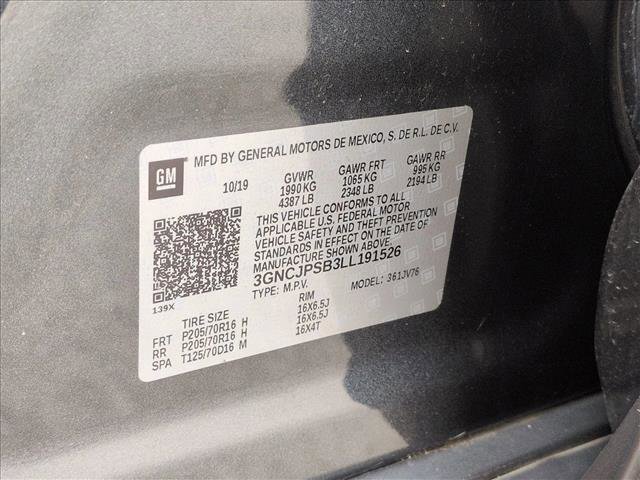 GM
MFD BY GENERAL MOTORS DE MEXICO, S. DE R.L. DE C.V.
10/19 GVWR GAWR FRT GAWR RR
1990 KG 1065 KG 995 KG
4387 LB 2348 LB 2194 LB
THIS VEHICLE CONFORMS TO ALL
APPLICABLE U.S. FEDERAL MOTOR
VEHICLE SAFETY AND THEFT PREVENTION
STANDARDS IN EFFECT ON THE DATE OF
MANUFACTURE SHOWN ABOVE.
3GNCJPSB3LL191526
TYPE: M.P.V. MODEL: 361JV76
139X
TIRE SIZE RIM
FRT P205/70R16 H 16X6.5J
RR P205/70R16 H 16X6.5J
SPA T125/70D16 M 16X4T